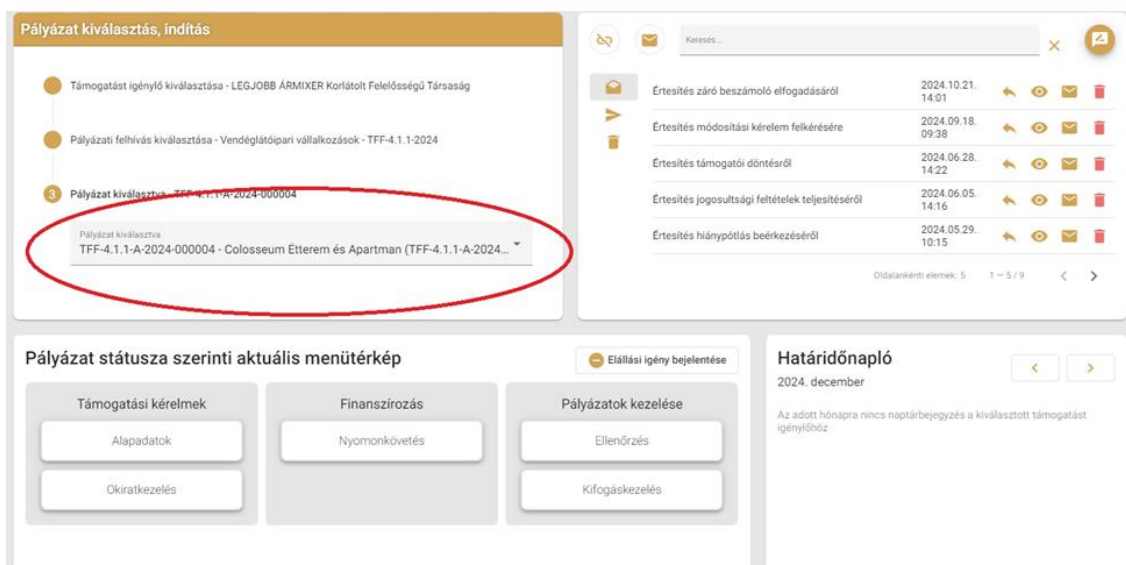 Pályázat kiválasztás, indítás
Támogatást igénylő kiválasztása - LEGJOBB ÁRMIXER Korlátolt Felelősségű Társaság
Pályázati felhívás kiválasztása - Vendéglátóipari vállalkozások - TFF-4.1.1-2024
3 Pályázat kiválasztva - TFF-4.1.1-A-2024-000004
Pályázat kiválasztva
TFF-4.1.1-A-2024-000004 - Colosseum Étterem és Apartman (TFF-4.1.1-A-2024...
Keresés...
Értesítés záró beszámoló elfogadásáról 2024.10.21. 14:01
Értesítés módosítási kérelem felkérésére 2024.09.18. 09:38
Értesítés támogatói döntésről 2024.06.28. 14:22
Értesítés jogosultsági feltételek teljesítéséről 2024.06.05. 14:16
Értesítés hiánypótlás beérkezéséről 2024.05.29. 10:15
Oldalankénti elemek: 5 1 – 5 / 9
Pályázat státusza szerinti aktuális menütérkép
Elállási igény bejelentése
Támogatási kérelmek
Alapadatok
Okiratkezelés
Finanszírozás
Nyomonkövetés
Pályázatok kezelése
Ellenőrzés
Kifogáskezelés
Határidőnapló
2024. december
Az adott hónapra nincs naptárbejegyzés a kiválasztott támogatást
igénylőhöz